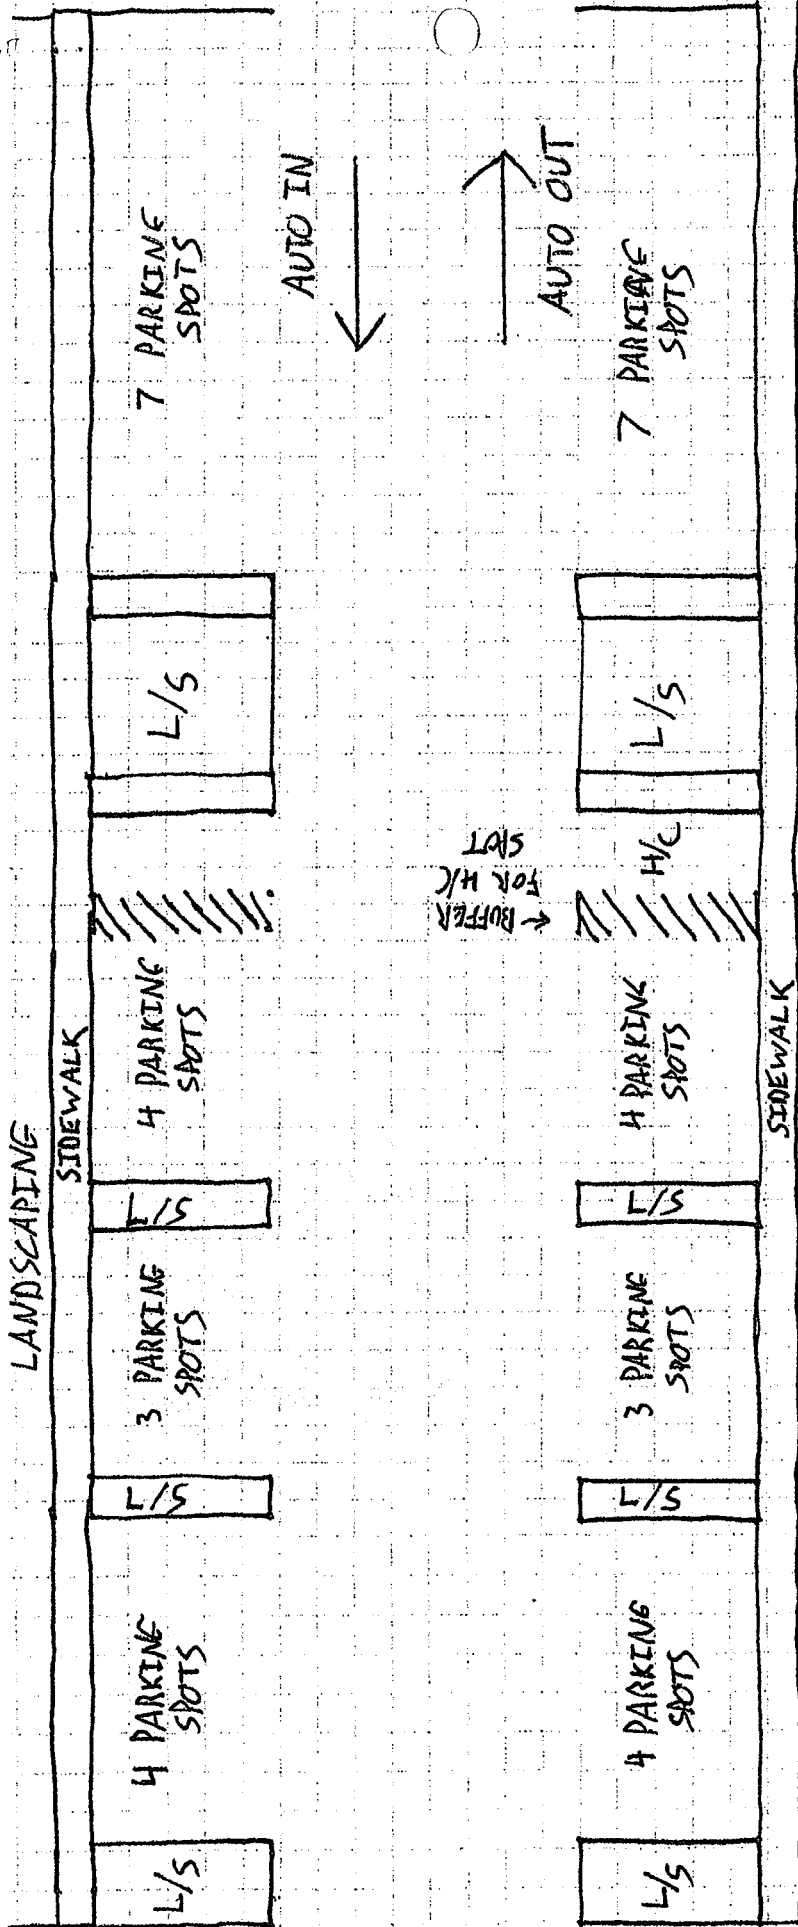 LANDSCAPING
SIDEWALK
L/S
4 PARKING
SPOTS
L/S
3 PARKING
SPOTS
L/S
4 PARKING
SPOTS
L/S
7 PARKING
SPOTS
AUTO IN
AUTO OUT
← BUFFER
FOR H/C
SPOT
L/S
4 PARKING
SPOTS
L/S
3 PARKING
SPOTS
L/S
4 PARKING
SPOTS
H/C
L/S
7 PARKING
SPOTS
SIDEWALK